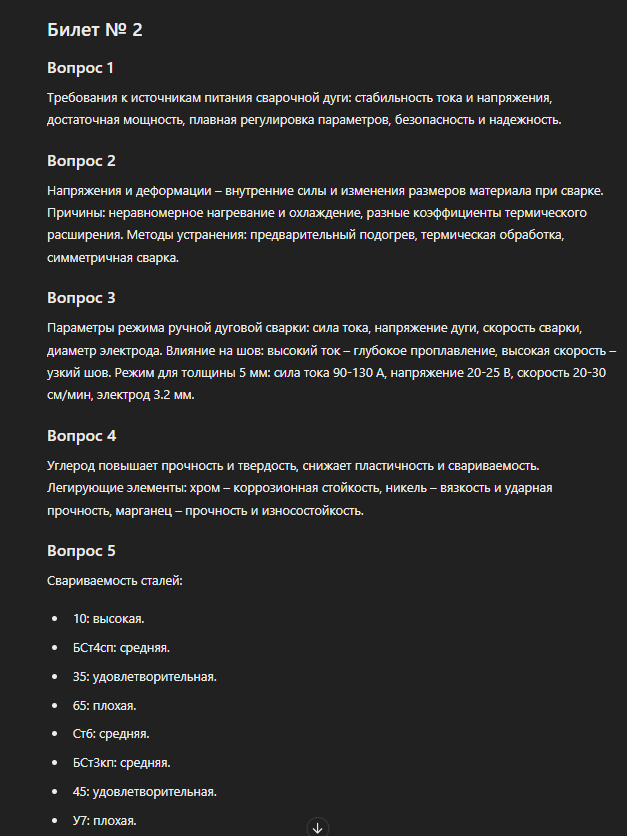 Билет № 2
Вопрос 1
Требования к источникам питания сварочной дуги: стабильность тока и напряжения,
достаточная мощность, плавная регулировка параметров, безопасность и надежность.
Вопрос 2
Напряжения и деформации – внутренние силы и изменения размеров материала при сварке.
Причины: неравномерное нагревание и охлаждение, разные коэффициенты термического
расширения. Методы устранения: предварительный подогрев, термическая обработка,
симметричная сварка.
Вопрос 3
Параметры режима ручной дуговой сварки: сила тока, напряжение дуги, скорость сварки,
диаметр электрода. Влияние на шов: высокий ток – глубокое проплавление, высокая скорость –
узкий шов. Режим для толщины 5 мм: сила тока 90-130 А, напряжение 20-25 В, скорость 20-30
см/мин, электрод 3.2 мм.
Вопрос 4
Углерод повышает прочность и твердость, снижает пластичность и свариваемость.
Легирующие элементы: хром – коррозионная стойкость, никель – вязкость и ударная
прочность, марганец – прочность и износостойкость.
Вопрос 5
Свариваемость сталей:
• 10: высокая.
• БСт4сп: средняя.
• 35: удовлетворительная.
• 65: плохая.
• Ст6: средняя.
• БСт3кп: средняя.
• 45: удовлетворительная.
• У7: плохая.